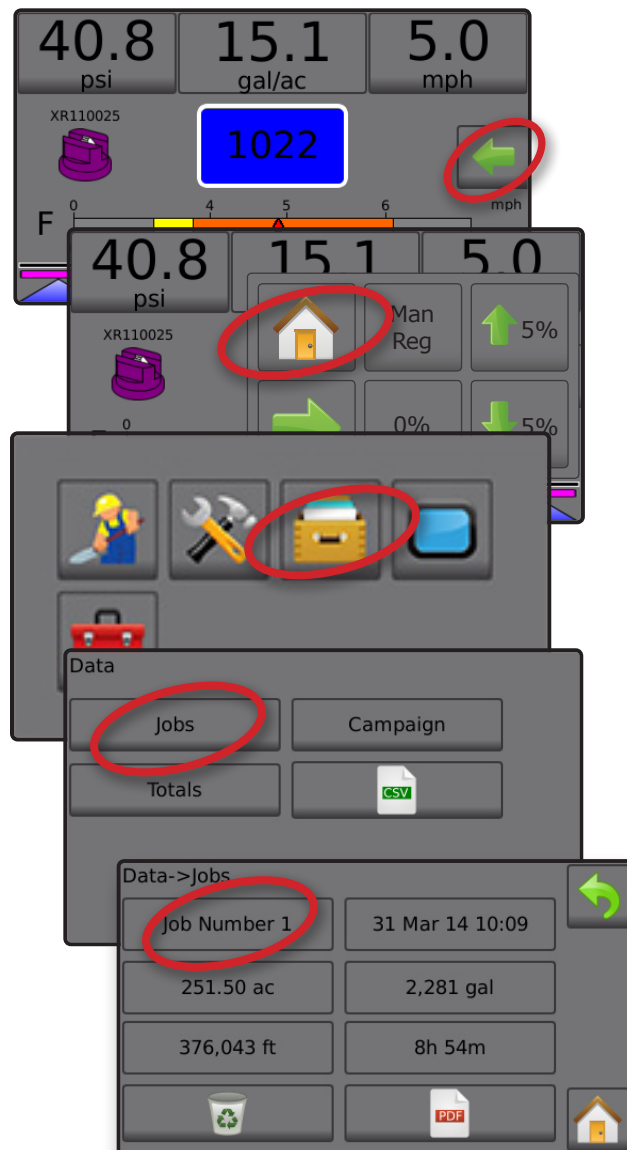 40.8 15.1 5.0
psi gal/ac mph
XR110025
1022
0 4 5 6 mph
F
40.8 15.1 5.0
psi
XR110025
Man
Reg
5%
0
0%
5%
Data
Jobs Campaign
Totals CSV
Data->Jobs
Job Number 1 31 Mar 14 10:09
251.50 ac 2,281 gal
376,043 ft 8h 54m
PDF